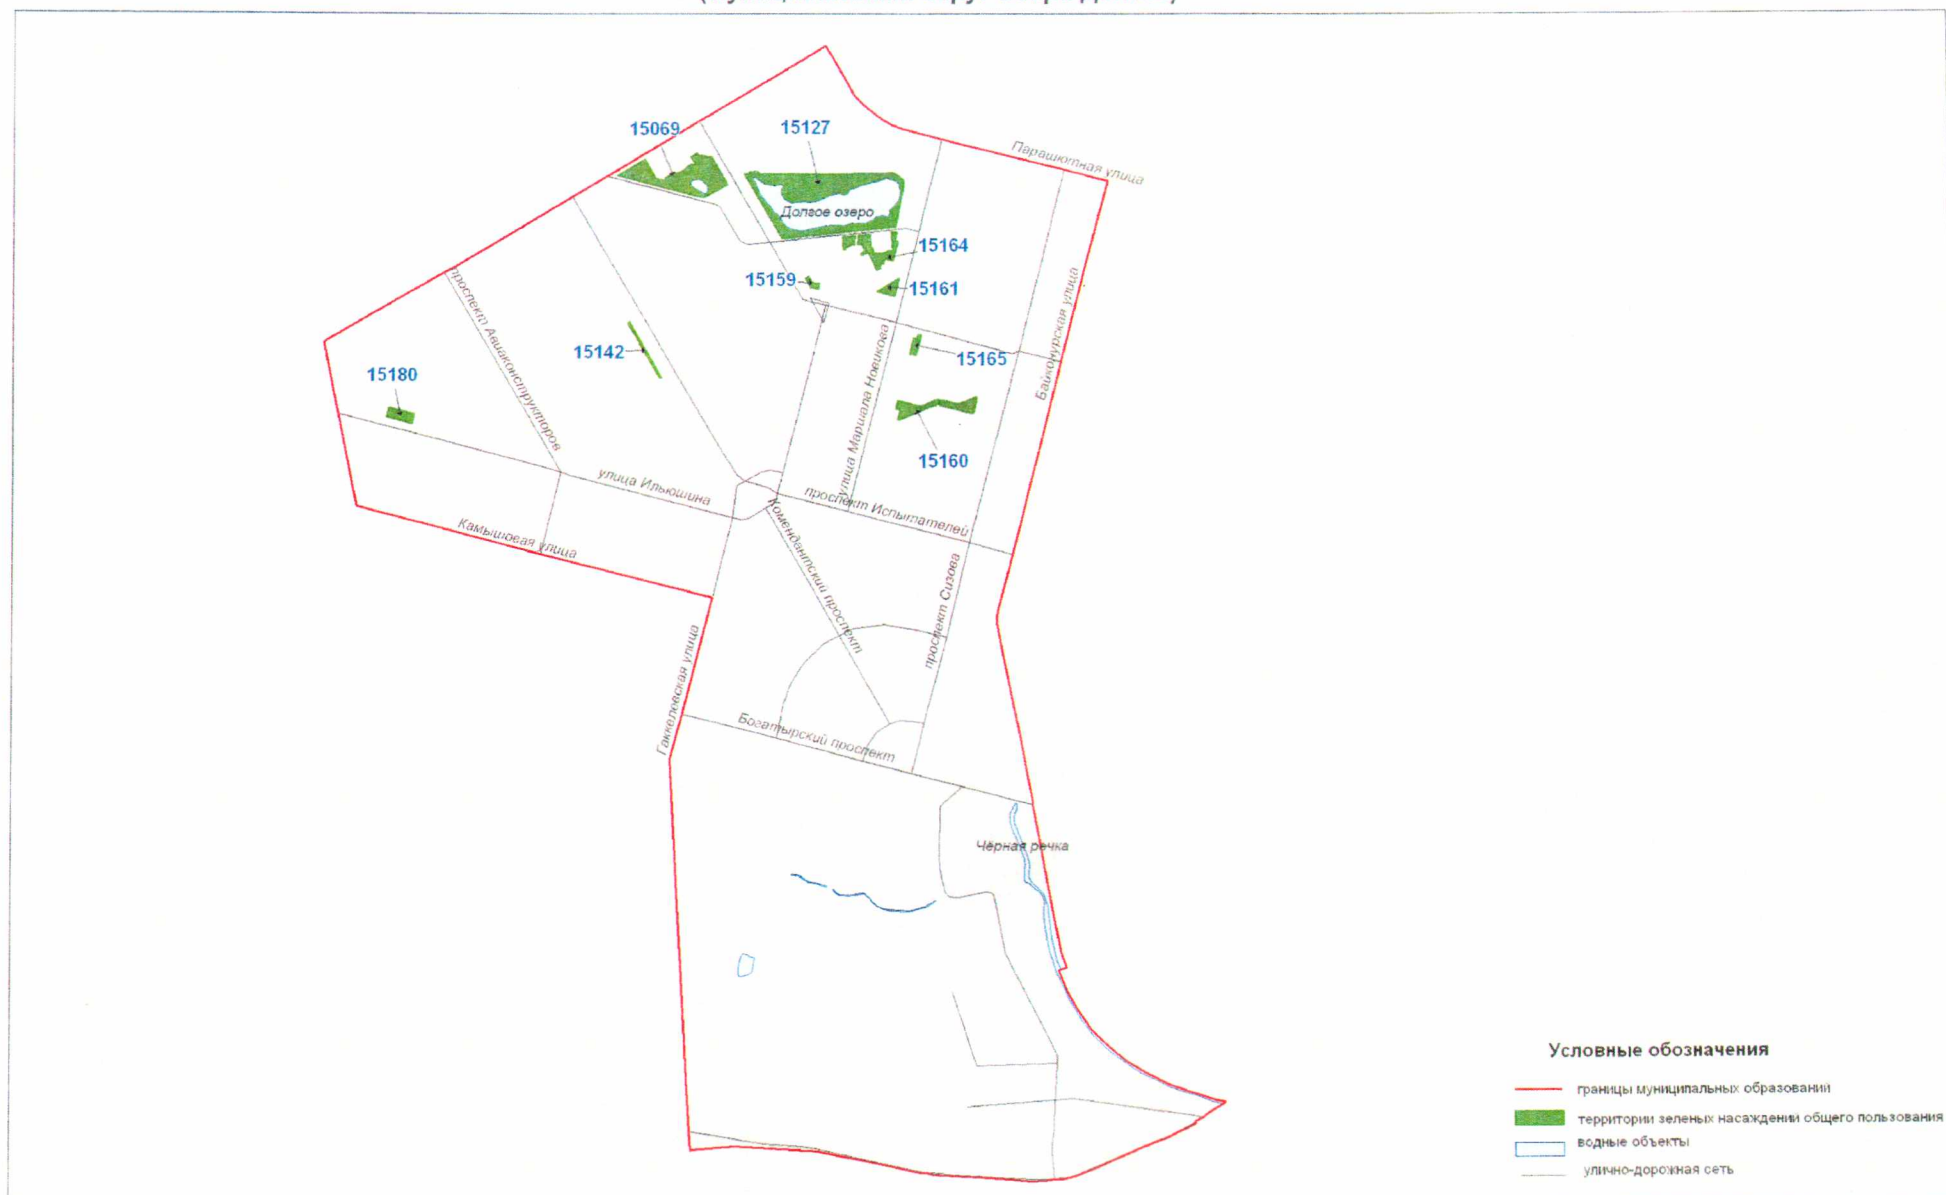 15069
15127
Парашютная улица
Долгое озеро
15164
15159
15161
проспект Авиаконструкторов
15142
15180
улица Маршала Новикова
15165
Байконурская улица
15160
улица Ильюшина
проспект Испытателей
Камышовая улица
Комендантский проспект
проспект Сизова
Гаккелевская улица
Богатырский проспект
Чёрная речка
Условные обозначения
границы муниципальных образований
территории зеленых насаждений общего пользования
водные объекты
улично-дорожная сеть